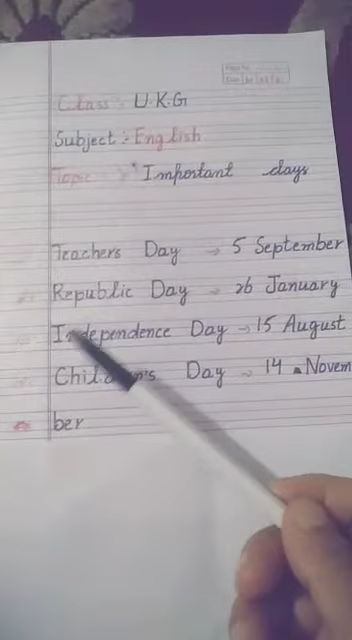 Class :- U.K.G
Subject :- English
Topic :- Important days
Teachers Day → 5 September
Republic Day → 26 January
Independence Day → 15 August
Children's Day → 14 Novem
ber